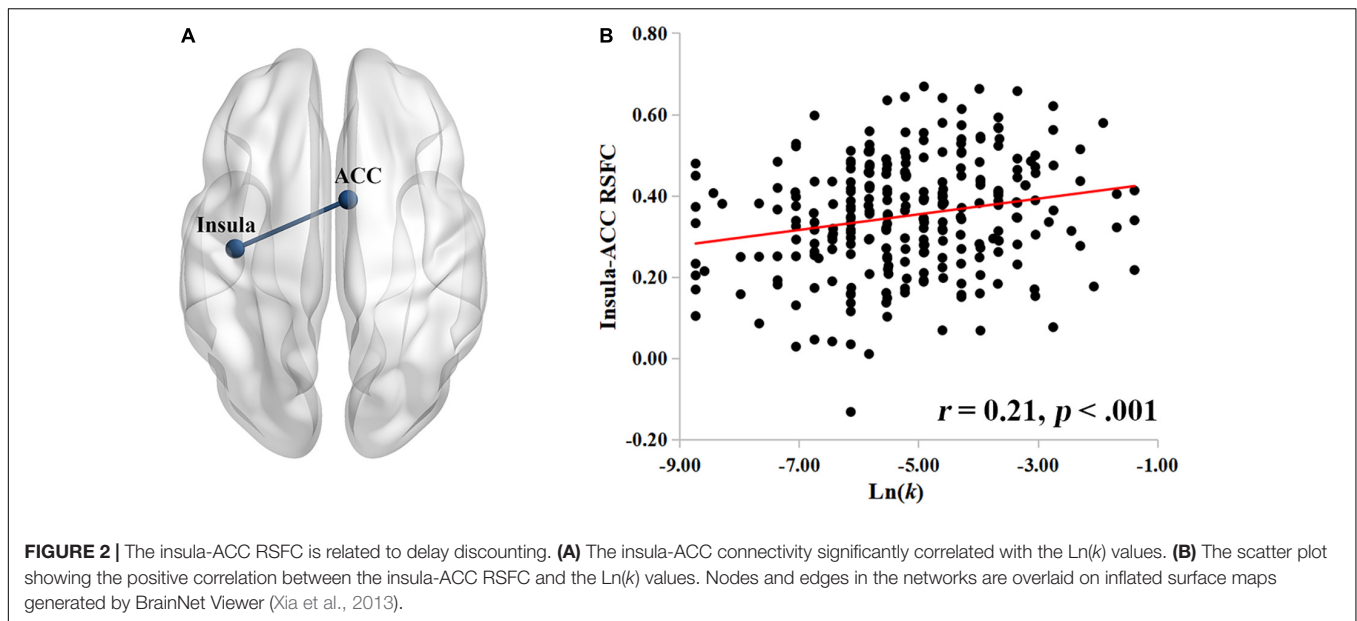 A
ACC
Insula
B
0.80
0.60
0.40
0.20
0.00
-0.20
Insula-ACC RSFC
r = 0.21, p < .001
-9.00 -7.00 -5.00 -3.00 -1.00
Ln(k)
FIGURE 2 | The insula-ACC RSFC is related to delay discounting. (A) The insula-ACC connectivity significantly correlated with the Ln(k) values. (B) The scatter plot
showing the positive correlation between the insula-ACC RSFC and the Ln(k) values. Nodes and edges in the networks are overlaid on inflated surface maps
generated by BrainNet Viewer (Xia et al., 2013).